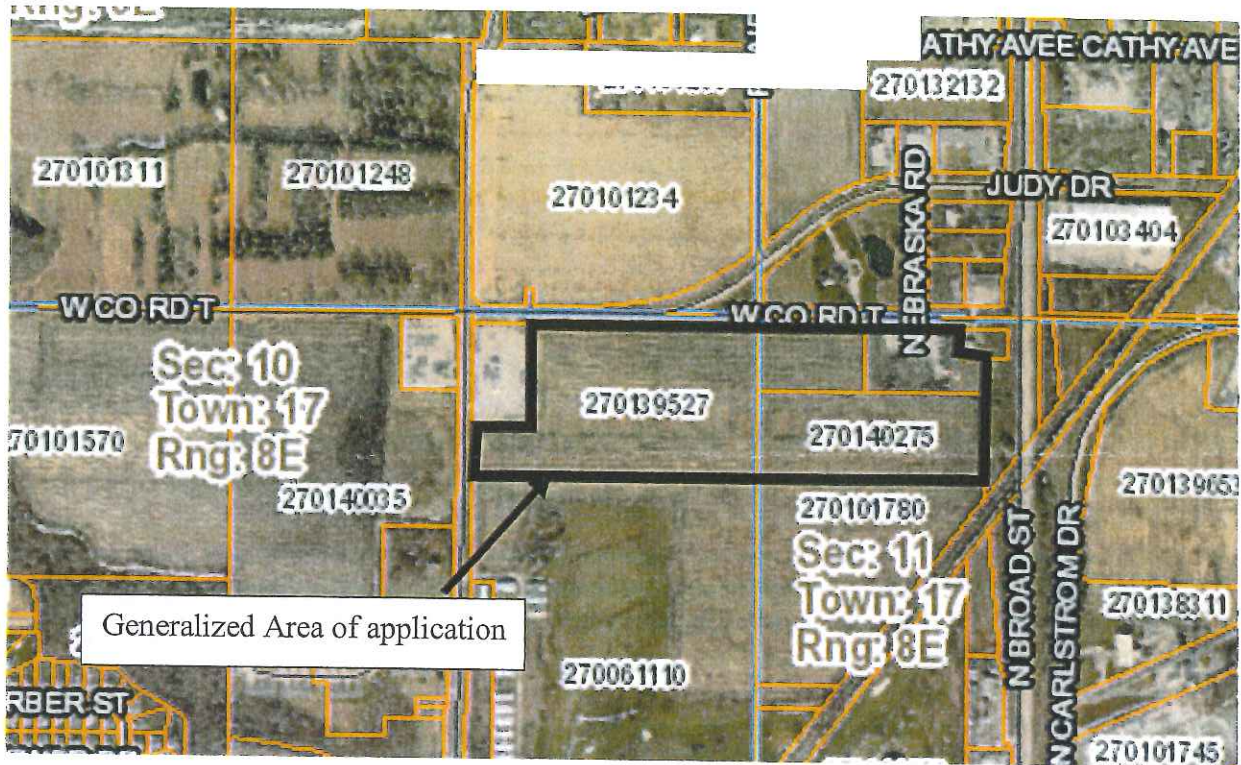 ATHY AVEE CATHY AVE
270132132
270101311
270101248
270101234
JUDY DR
N NEBRASKA RD
270103404
W CO RD T
W CO RD T
Sec: 10
Town: 17
Rng: 8E
270139527
270140275
270101570
270140035
270101780
Sec: 11
Town: 17
Rng: 8E
N BROAD ST
N CARLSTROM DR
270138311
Generalized Area of application
270061110
RBER ST
270101745